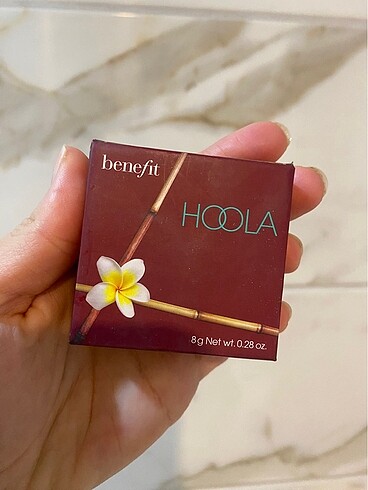 benefit
HOOLA
8g Net wt. 0.28 oz.